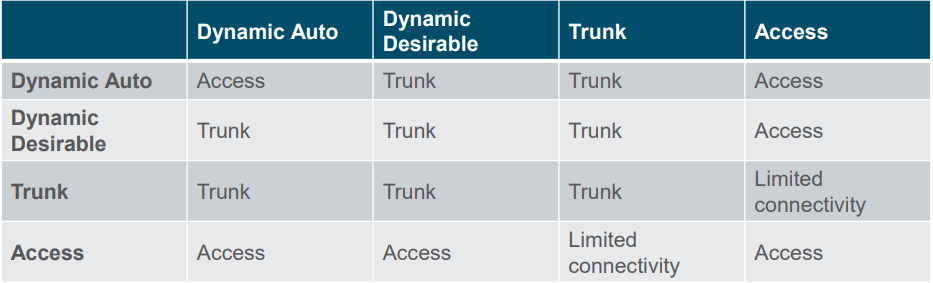 Dynamic Auto Dynamic Desirable Trunk Access
Dynamic Auto Access Trunk Trunk Access
Dynamic Desirable Trunk Trunk Trunk Access
Trunk Trunk Trunk Trunk Limited connectivity
Access Access Access Limited connectivity Access